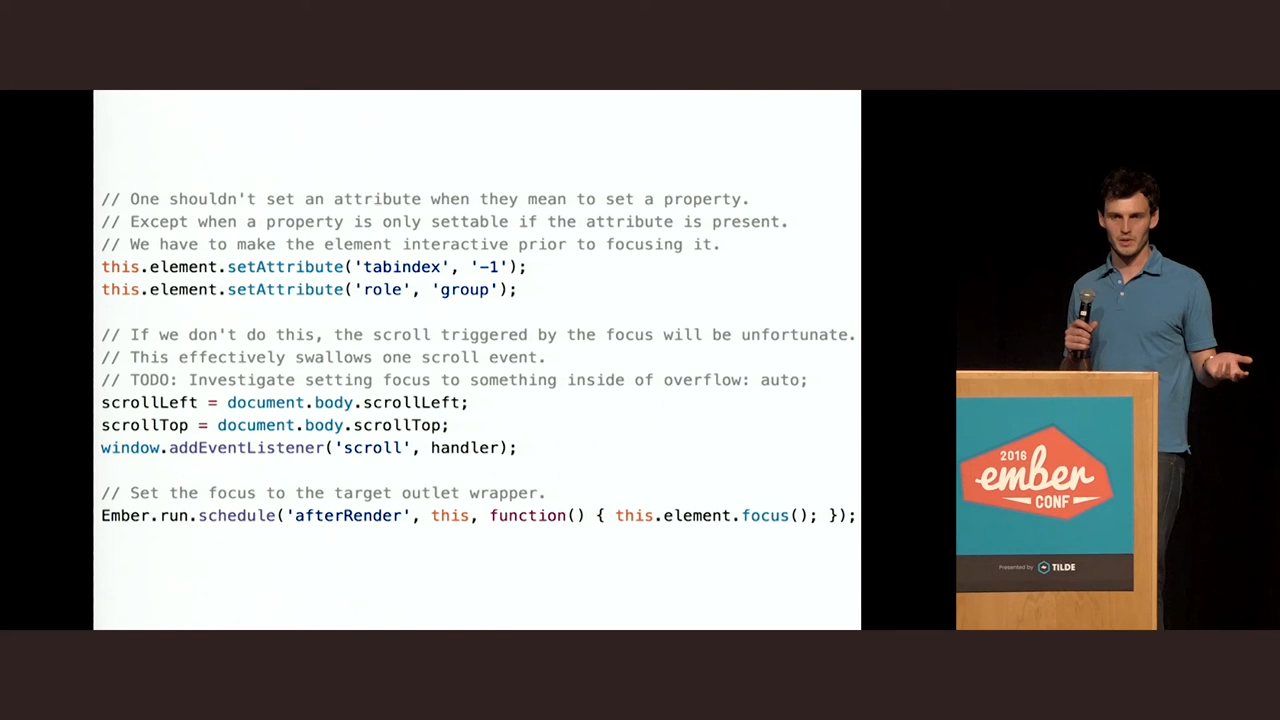 // One shouldn't set an attribute when they mean to set a property.
// Except when a property is only settable if the attribute is present.
// We have to make the element interactive prior to focusing it.
this.element.setAttribute('tabindex', '-1');
this.element.setAttribute('role', 'group');
// If we don't do this, the scroll triggered by the focus will be unfortunate.
// This effectively swallows one scroll event.
// TODO: Investigate setting focus to something inside of overflow: auto;
scrollLeft = document.body.scrollLeft;
scrollTop = document.body.scrollTop;
window.addEventListener('scroll', handler);
// Set the focus to the target outlet wrapper.
Ember.run.schedule('afterRender', this, function() { this.element.focus(); });
2016
ember
CONF
Presented by TILDE